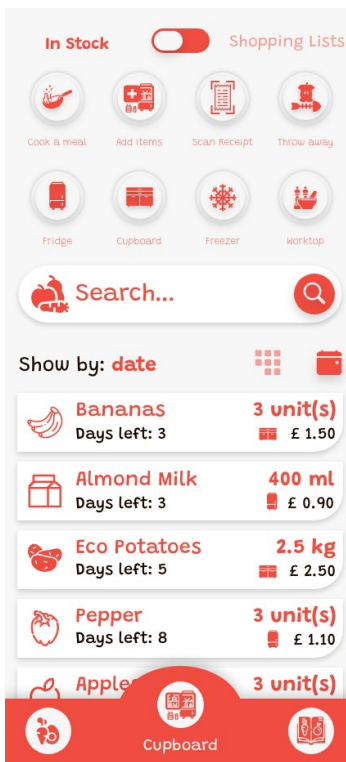 In Stock Shopping Lists
Cook a meal Add items Scan Receipt Throw away
Fridge Cupboard Freezer Worktop
Search...
Show by: date
Bananas 3 unit(s)
Days left: 3 £ 1.50
Almond Milk 400 ml
Days left: 3 £ 0.90
Eco Potatoes 2.5 kg
Days left: 5 £ 2.50
Pepper 3 unit(s)
Days left: 8 £ 1.10
Apples 3 unit(s)
Cupboard